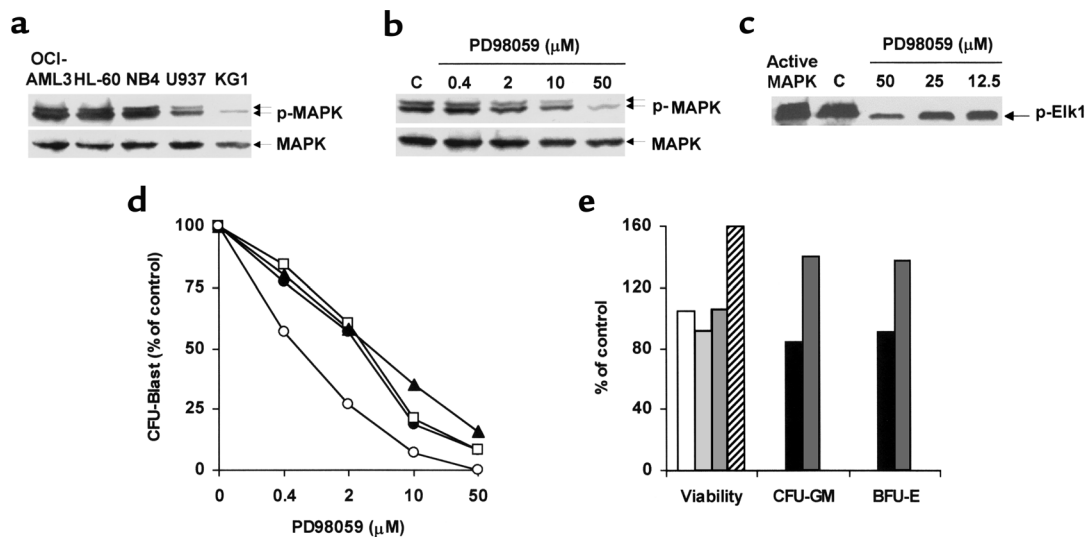 a
OCI-
AML3 HL-60 NB4 U937 KG1
p-MAPK
MAPK
b
PD98059 (μM)
C 0.4 2 10 50
p-MAPK
MAPK
c
PD98059 (μM)
Active
MAPK C 50 25 12.5
p-Elk1
d
CFU-Blast (% of control)
100
75
50
25
0
0 0.4 2 10 50
PD98059 (μM)
e
% of control
160
120
80
40
0
Viability CFU-GM BFU-E